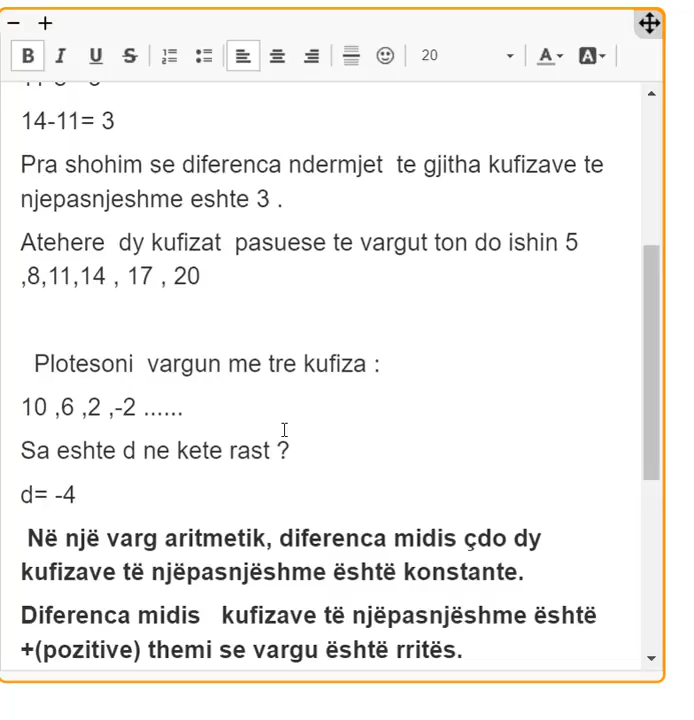 − +
B I U S 20 A A
14-11= 3
Pra shohim se diferenca ndermjet te gjitha kufizave te
njepasnjeshme eshte 3 .
Atehere dy kufizat pasuese te vargut ton do ishin 5
,8,11,14 , 17 , 20
Plotesoni vargun me tre kufiza :
10 ,6 ,2 ,-2 ......
Sa eshte d ne kete rast ?
d= -4
Në një varg aritmetik, diferenca midis çdo dy
kufizave të njëpasnjëshme është konstante.
Diferenca midis kufizave të njëpasnjëshme është
+(pozitive) themi se vargu është rritës.